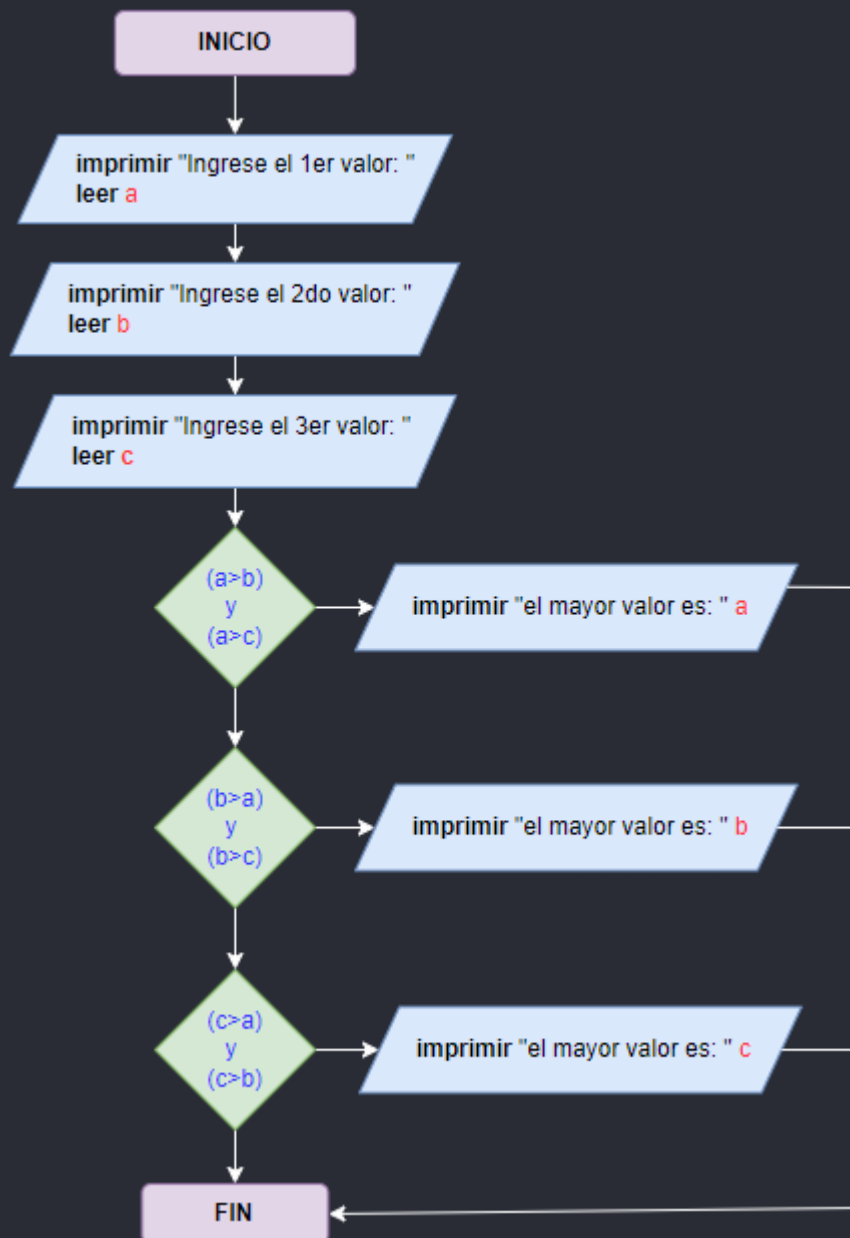 INICIO
imprimir "Ingrese el 1er valor: "
leer a
imprimir "Ingrese el 2do valor: "
leer b
imprimir "Ingrese el 3er valor: "
leer c
(a>b)
y
(a>c)
imprimir "el mayor valor es: " a
(b>a)
y
(b>c)
imprimir "el mayor valor es: " b
(c>a)
y
(c>b)
imprimir "el mayor valor es: " c
FIN